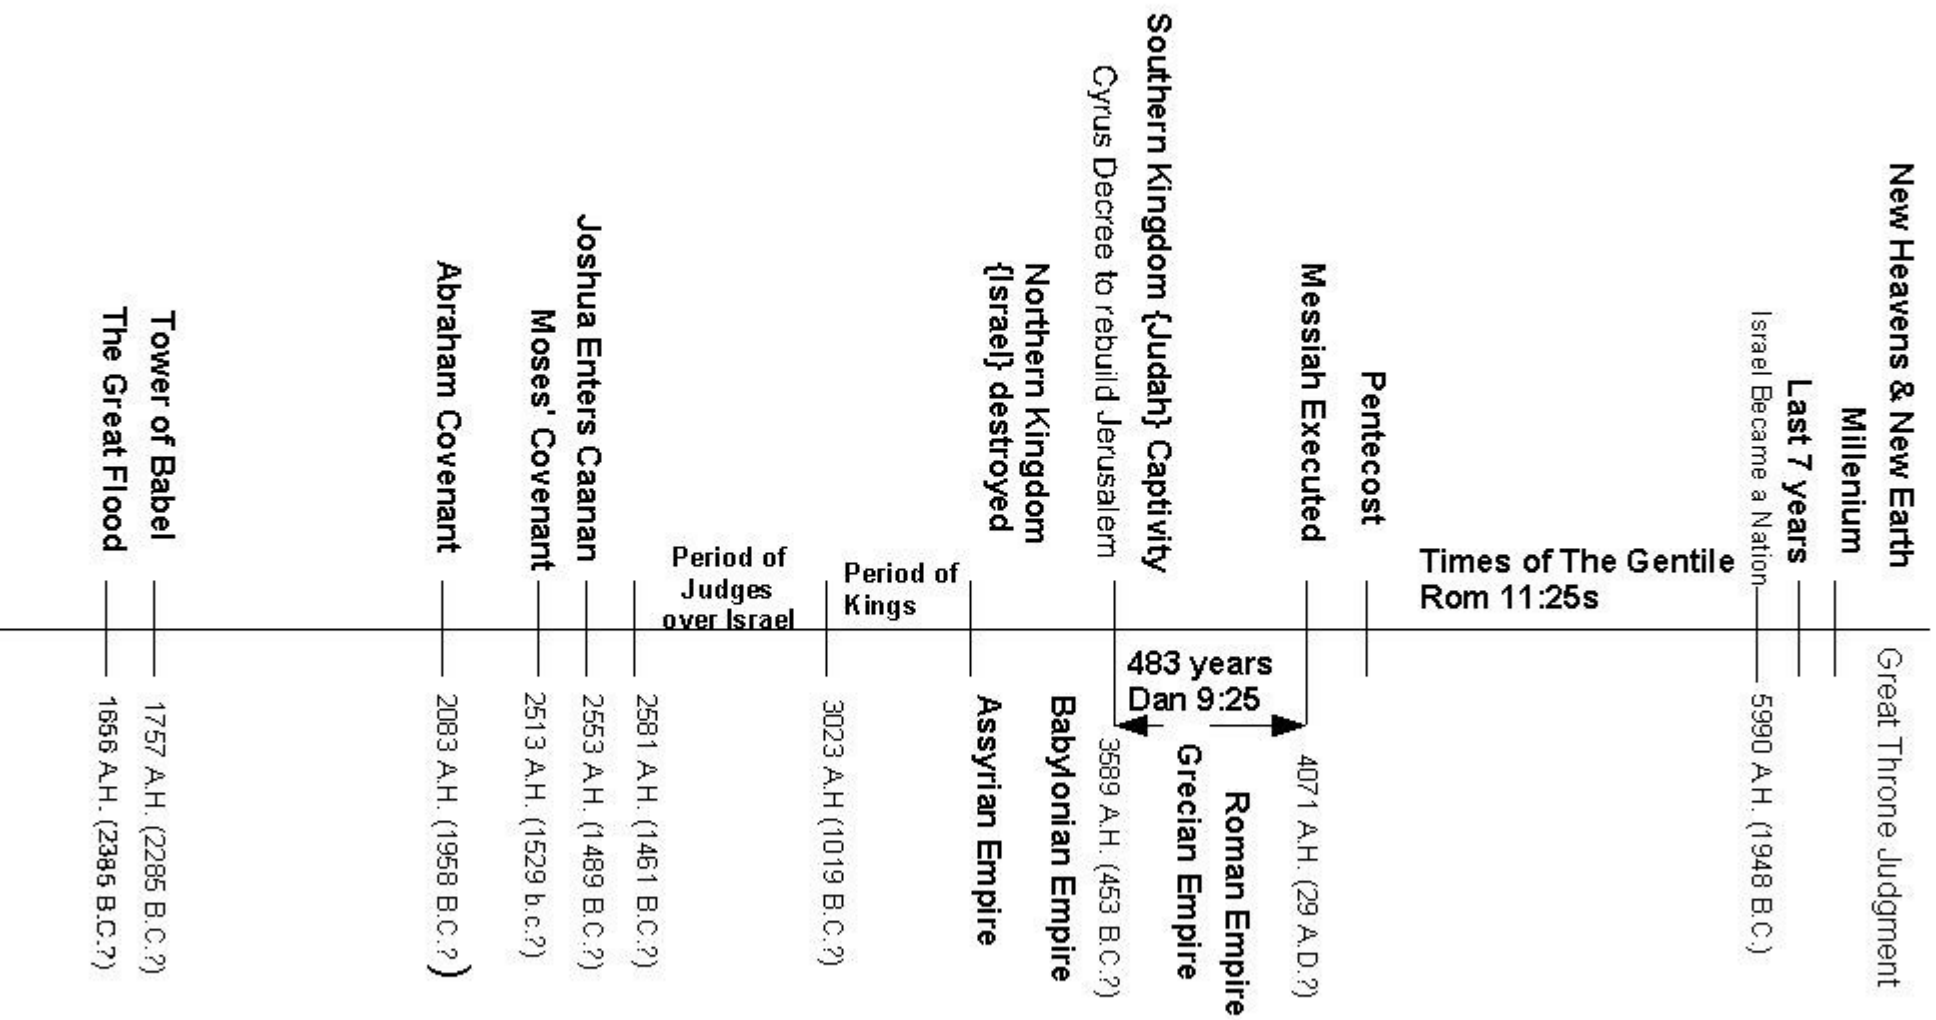 The Great Flood
Tower of Babel
Abraham Covenant
Moses' Covenant
Joshua Enters Caanan
Period of
Judges
over Israel
Period of
Kings
Northern Kingdom
{Israel} destroyed
Cyrus Decree to rebuild Jerusalem
Southern Kingdom {Judah} Captivity
Messiah Executed
Pentecost
Times of The Gentile
Rom 11:25s
Israel Became a Nation
Last 7 years
Millenium
New Heavens & New Earth
1656 A.H. (2385 B.C.?)
1757 A.H. (2285 B.C.?)
2083 A.H. (1958 B.C.?)
2513 A.H. (1529 b.c.?)
2553 A.H. (1489 B.C.?)
2581 A.H. (1461 B.C.?)
3023 A.H (1019 B.C.?)
Assyrian Empire
Babylonian Empire
483 years
Dan 9:25
3589 A.H. (453 B.C.?)
Grecian Empire
Roman Empire
4071 A.H. (29 A.D.?)
5990 A.H. (1948 B.C.)
Great Throne Judgment